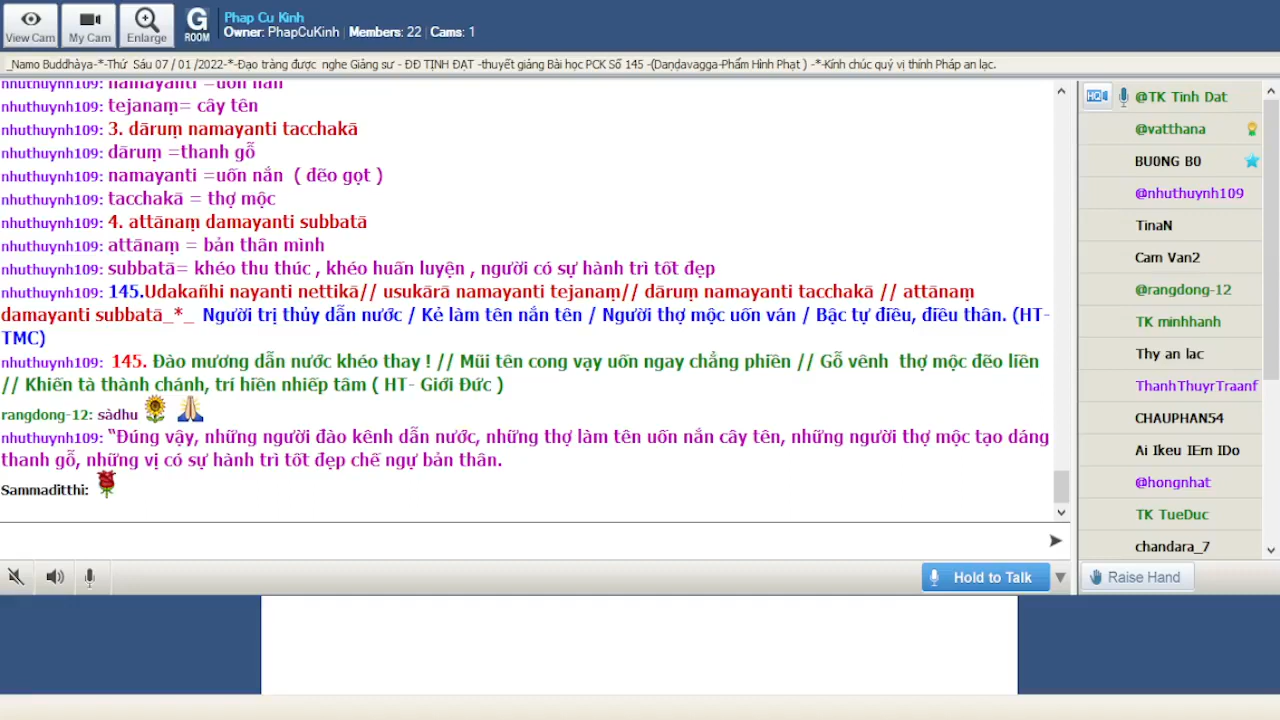 View Cam
My Cam
Enlarge
G
ROOM
Phap Cu Kinh
Owner: PhapCuKinh | Members: 22 | Cams: 1
_Namo Buddhàya-*-Thứ Sáu 07 / 01 /2022-*-Đạo tràng được nghe Giảng sư - ĐĐ TỊNH ĐẠT -thuyết giảng Bài học PCK Số 145 -(Daṇḍavagga-Phẩm Hình Phạt ) -*-Kính chúc quý vị thính Pháp an lạc.
nhuthuynh109: namayanti =uốn nắn
nhuthuynh109: tejanaṃ= cây tên
nhuthuynh109: 3. dāruṃ namayanti tacchakā
nhuthuynh109: dāruṃ =thanh gỗ
nhuthuynh109: namayanti =uốn nắn ( đẽo gọt )
nhuthuynh109: tacchakā = thợ mộc
nhuthuynh109: 4. attānaṃ damayanti subbatā
nhuthuynh109: attānaṃ = bản thân mình
nhuthuynh109: subbatā= khéo thu thúc , khéo huấn luyện , người có sự hành trì tốt đẹp
nhuthuynh109: 145.Udakañhi nayanti nettikā// usukārā namayanti tejanaṃ// dāruṃ namayanti tacchakā // attānaṃ
damayanti subbatā_*_ Người trị thủy dẫn nước / Kẻ làm tên nắn tên / Người thợ mộc uốn ván / Bậc tự điều, điều thân. (HT-
TMC)
nhuthuynh109: 145. Đào mương dẫn nước khéo thay ! // Mũi tên cong vạy uốn ngay chẳng phiền // Gỗ vênh thợ mộc đẽo liền
// Khiến tà thành chánh, trí hiền nhiếp tâm ( HT- Giới Đức )
rangdong-12: sàdhu
nhuthuynh109: “Đúng vậy, những người đào kênh dẫn nước, những thợ làm tên uốn nắn cây tên, những người thợ mộc tạo dáng
thanh gỗ, những vị có sự hành trì tốt đẹp chế ngự bản thân.
Sammaditthi:
Hold to Talk
HQ
@TK Tinh Dat
@vatthana
BU0NG B0
@nhuthuynh109
TinaN
Cam Van2
@rangdong-12
TK minhhanh
Thy an lac
ThanhThuyrTraanf
CHAUPHAN54
Ai Ikeu IEm IDo
@hongnhat
TK TueDuc
chandara_7
Raise Hand